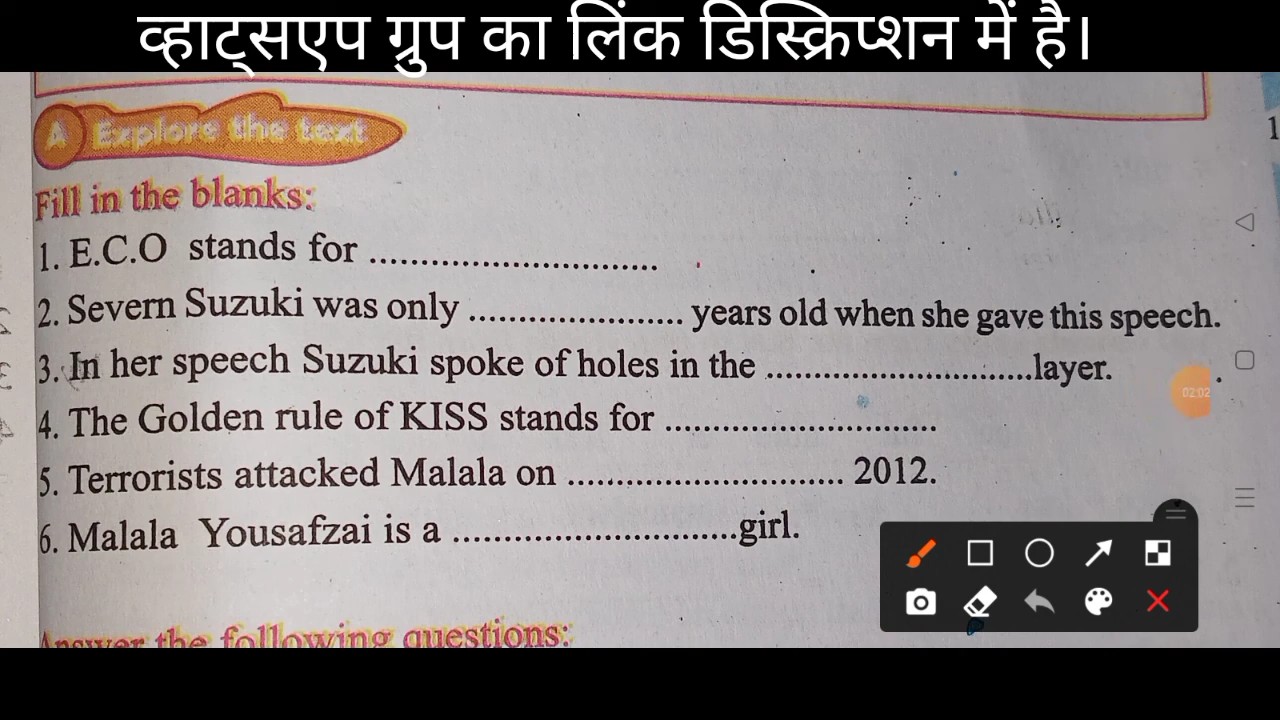 व्हाट्सएप ग्रुप का लिंक डिस्क्रिप्शन में है।
A Explore the text
Fill in the blanks:
1. E.C.O stands for ............................
2. Severn Suzuki was only ..................... years old when she gave this speech.
3. In her speech Suzuki spoke of holes in the ...........................layer.
4. The Golden rule of KISS stands for ...........................
5. Terrorists attacked Malala on ............................ 2012.
6. Malala Yousafzai is a ............................girl.
02:02
Answer the following questions: